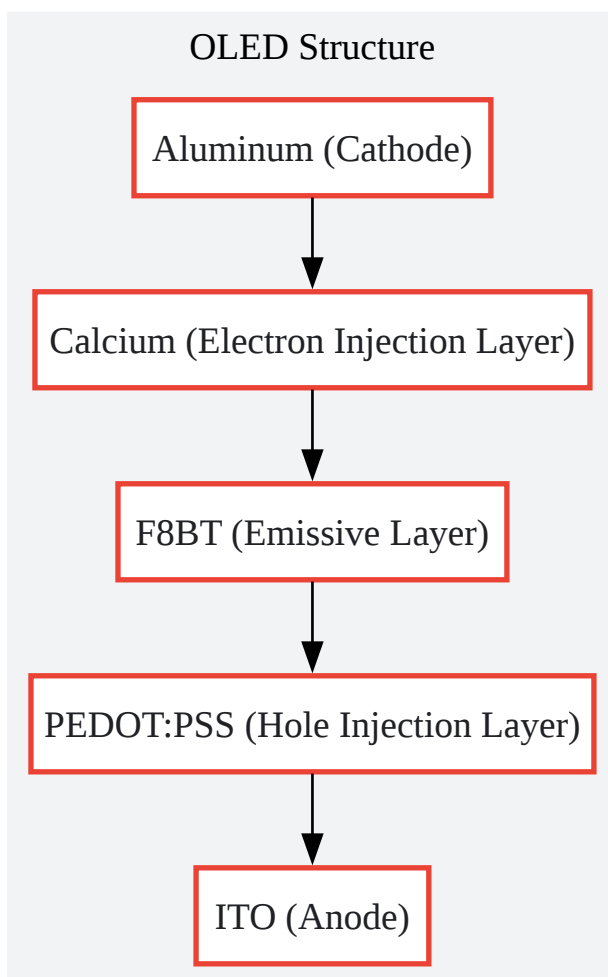 OLED Structure
Aluminum (Cathode)
Calcium (Electron Injection Layer)
F8BT (Emissive Layer)
PEDOT:PSS (Hole Injection Layer)
ITO (Anode)